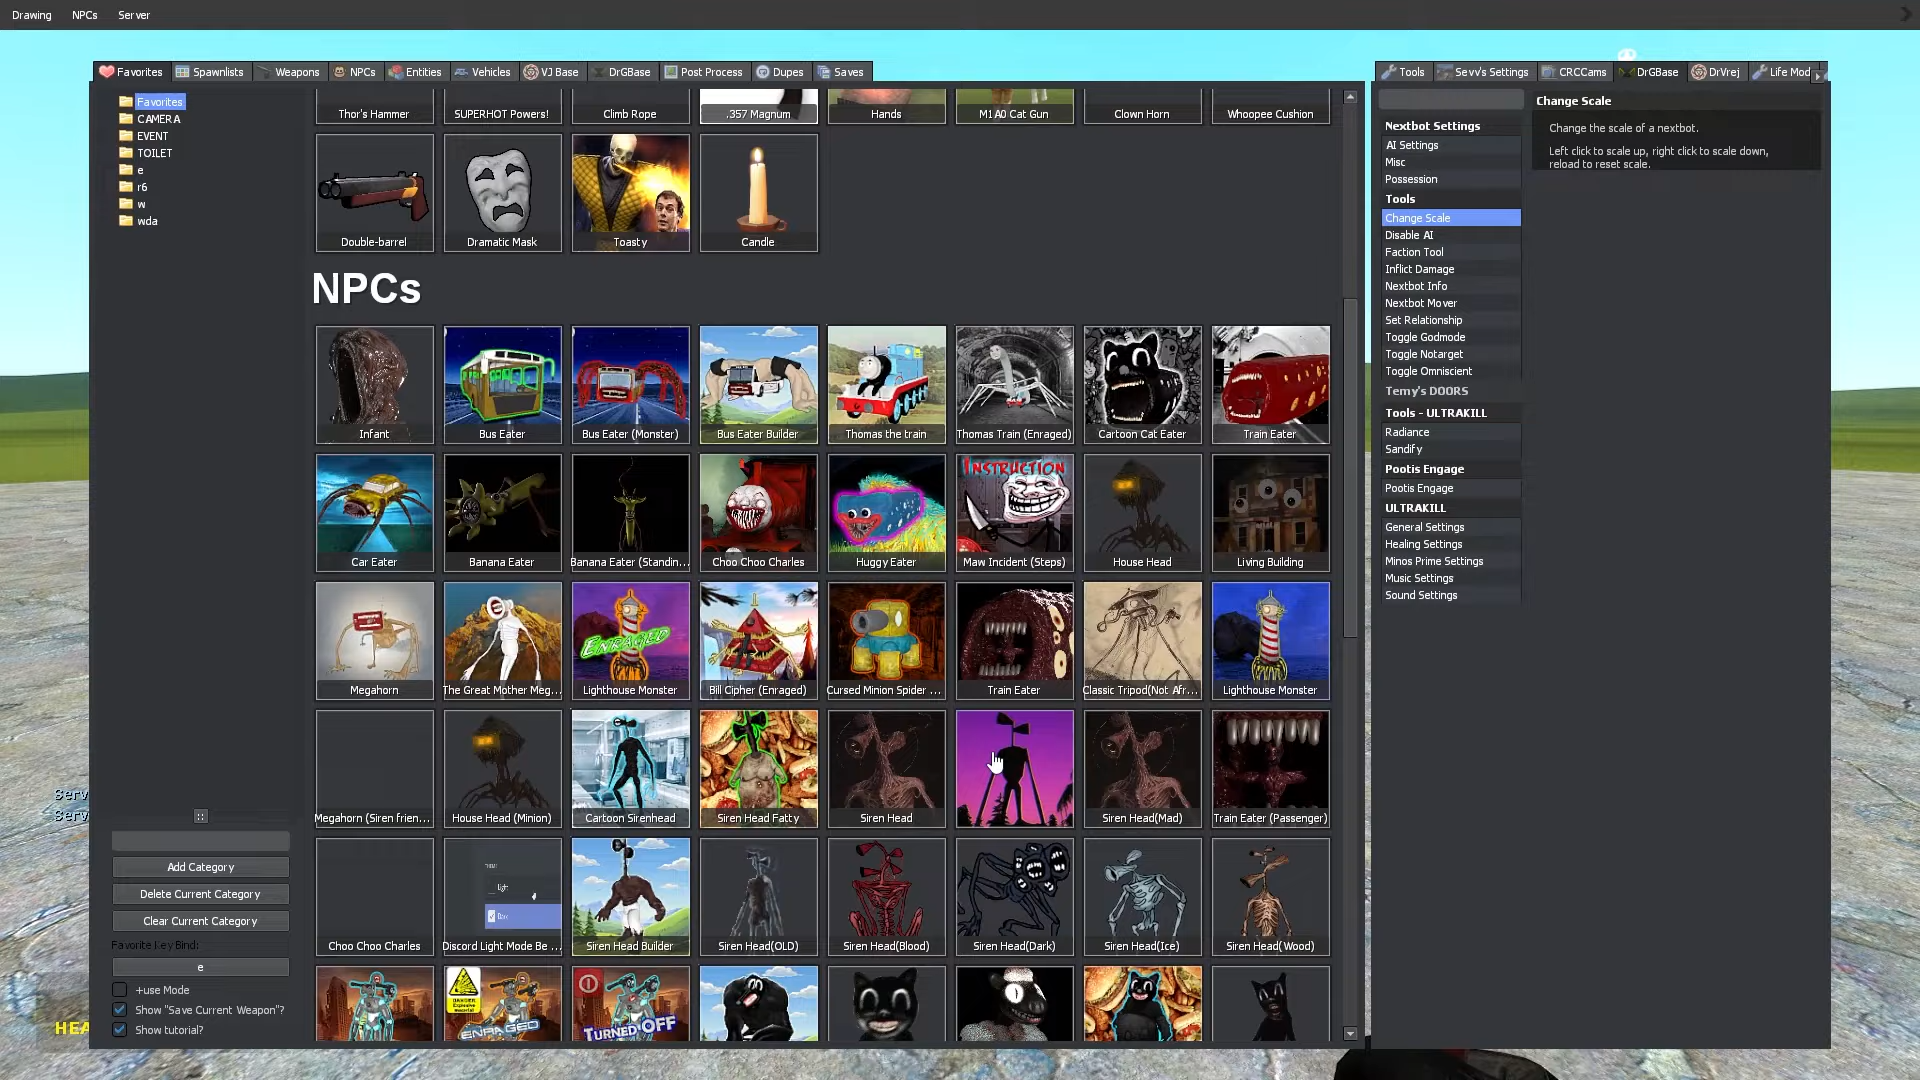 Drawing NPCs Server
Favorites Spawnlists Weapons NPCs Entities Vehicles VJ Base DrGBase Post Process Dupes Saves
Tools Sevv's Settings CRCCams DrGBase DrVrej Life Mod
Favorites
CAMERA
EVENT
TOILET
e
r6
w
wda
Thor's Hammer SUPERHOT Powers! Climb Rope .357 Magnum Hands M1A0 Cat Gun Clown Horn Whoopee Cushion
Double-barrel Dramatic Mask Toasty Candle
NPCs
Infant Bus Eater Bus Eater (Monster) Bus Eater Builder Thomas the train Thomas Train (Enraged) Cartoon Cat Eater Train Eater
INSTRUCTION
Car Eater Banana Eater Banana Eater (Standin... Choo Choo Charles Huggy Eater Maw Incident (Steps) House Head Living Building
ENRAGED
Megahorn The Great Mother Meg... Lighthouse Monster Bill Cipher (Enraged) Cursed Minion Spider ... Train Eater Classic Tripod(Not Afr... Lighthouse Monster
Megahorn (Siren frien... House Head (Minion) Cartoon Sirenhead Siren Head Fatty Siren Head Siren Head(Mad) Train Eater (Passenger)
Light
Dark
Choo Choo Charles Discord Light Mode Be ... Siren Head Builder Siren Head(OLD) Siren Head(Blood) Siren Head(Dark) Siren Head(Ice) Siren Head(Wood)
DANGER
ENRAGED
TURNED OFF
Serv
Serv
Add Category
Delete Current Category
Clear Current Category
Favorite Key Bind:
e
+use Mode
Show "Save Current Weapon"?
Show tutorial?
HEA
Nextbot Settings
AI Settings
Misc
Possession
Tools
Change Scale
Disable AI
Faction Tool
Inflict Damage
Nextbot Info
Nextbot Mover
Set Relationship
Toggle Godmode
Toggle Notarget
Toggle Omniscient
Temy's DOORS
Tools - ULTRAKILL
Radiance
Sandify
Pootis Engage
Pootis Engage
ULTRAKILL
General Settings
Healing Settings
Minos Prime Settings
Music Settings
Sound Settings
Change Scale
Change the scale of a nextbot.
Left click to scale up, right click to scale down,
reload to reset scale.